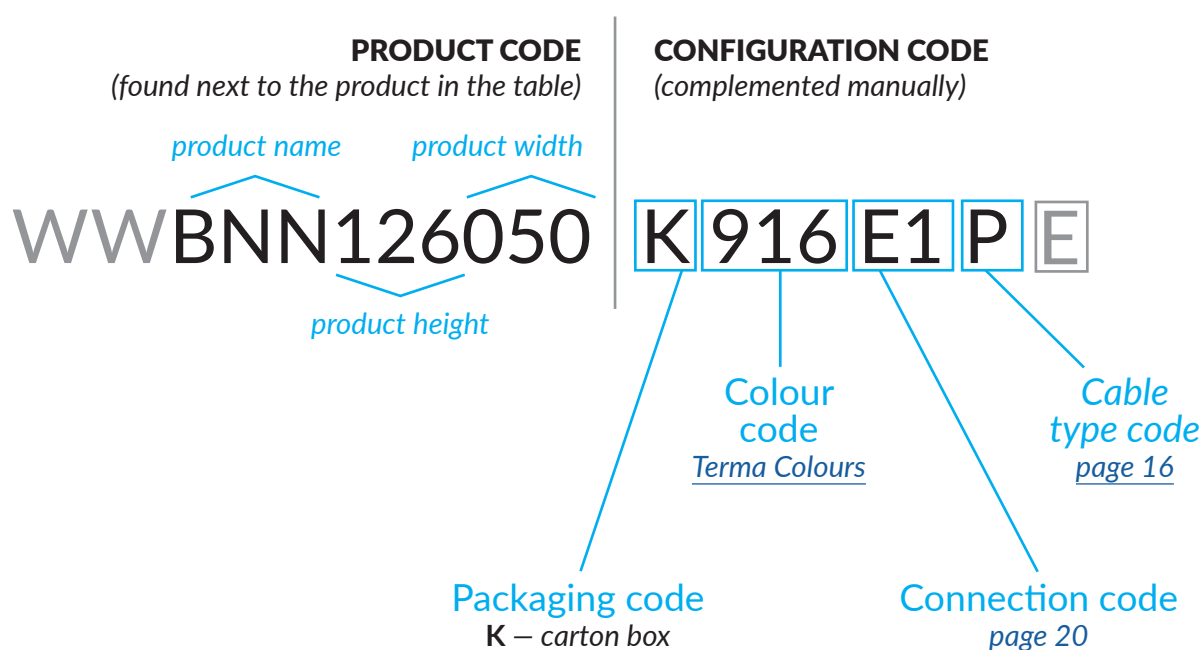 PRODUCT CODE
(found next to the product in the table)
CONFIGURATION CODE
(complemented manually)
product name
product width
WWBNN126050 K916E1P E
product height
Colour
code
Terma Colours
Cable
type code
page 16
Packaging code
K – carton box
Connection code
page 20